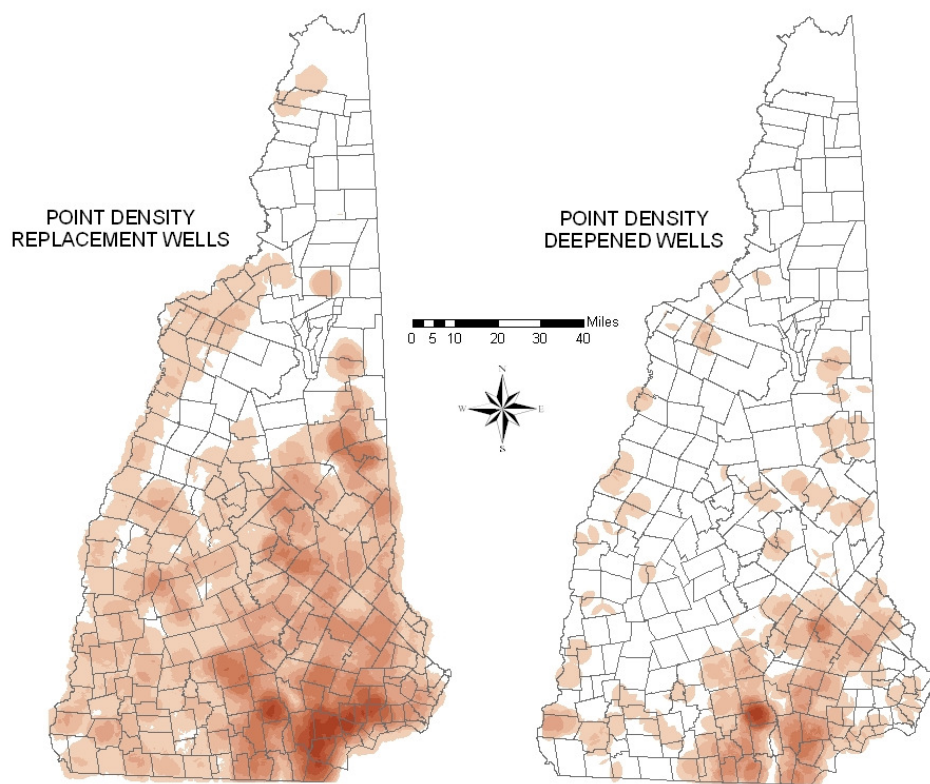 POINT DENSITY
REPLACEMENT WELLS
POINT DENSITY
DEEPENED WELLS
Miles
0 5 10 20 30 40
N
W E
S